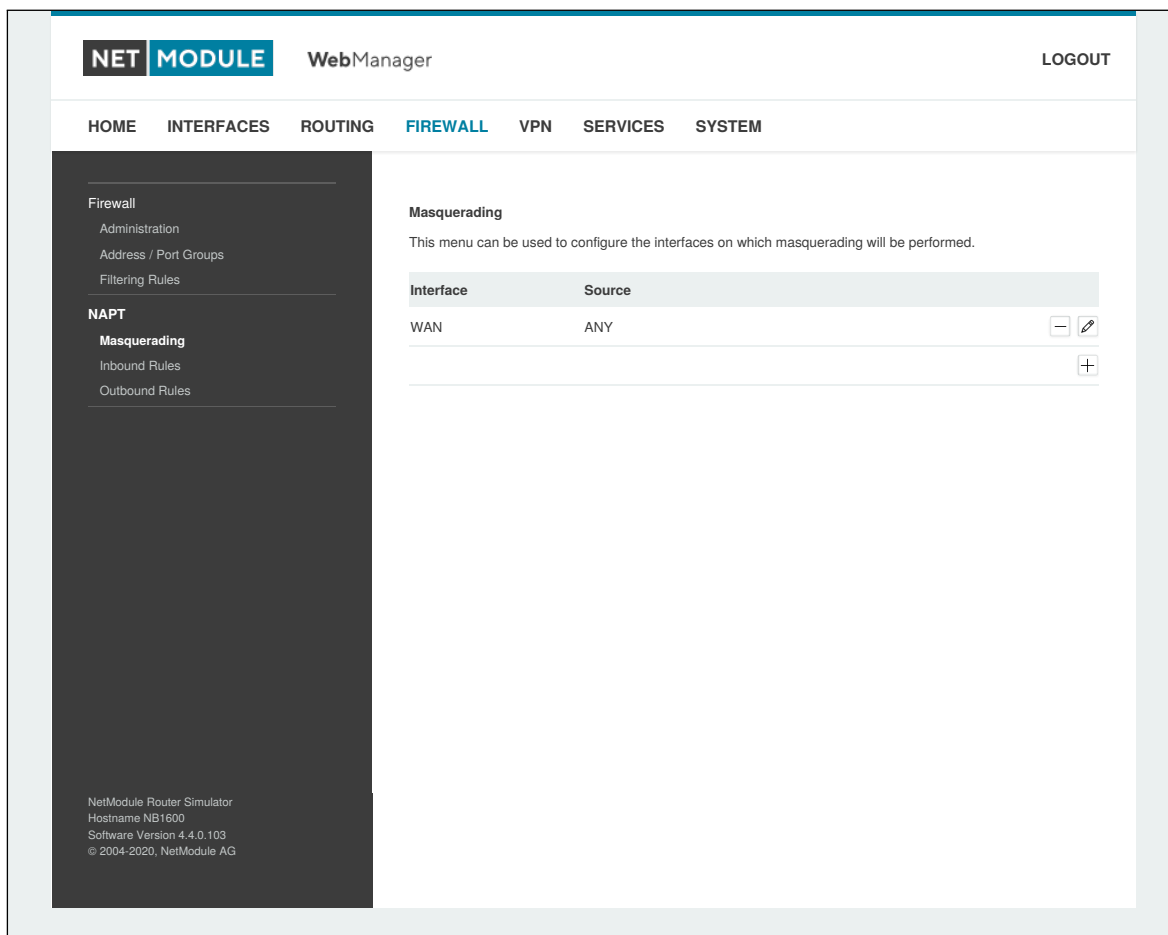 NET MODULE WebManager LOGOUT
HOME INTERFACES ROUTING FIREWALL VPN SERVICES SYSTEM
Firewall
Administration
Address / Port Groups
Filtering Rules
NAPT
Masquerading
Inbound Rules
Outbound Rules
NetModule Router Simulator
Hostname NB1600
Software Version 4.4.0.103
© 2004-2020, NetModule AG
Masquerading
This menu can be used to configure the interfaces on which masquerading will be performed.
Interface Source
WAN ANY